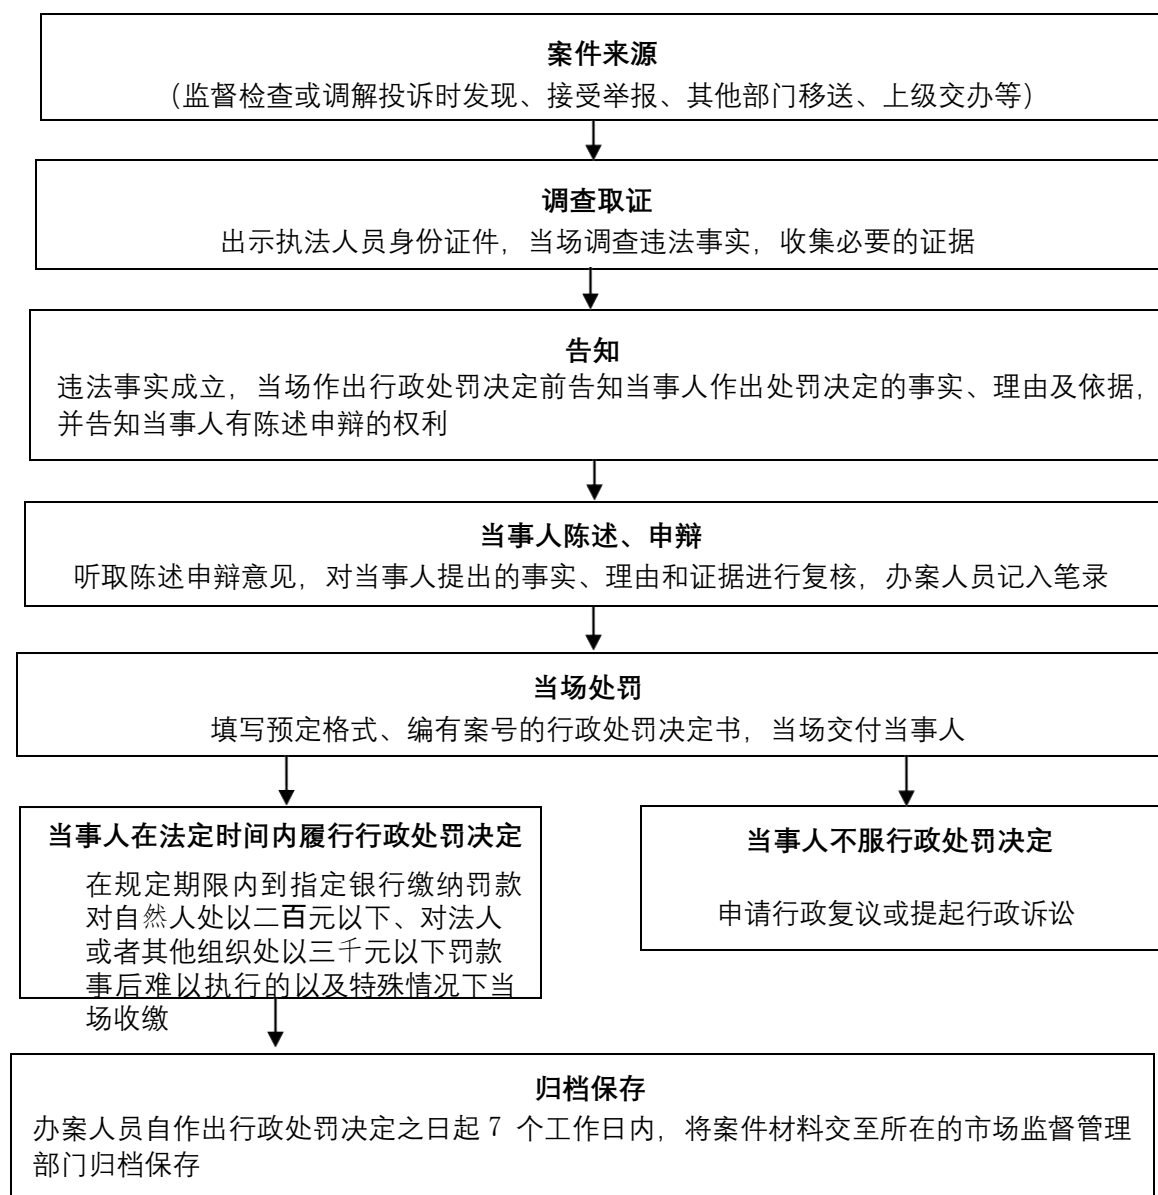 案件来源
（监督检查或调解投诉时发现、接受举报、其他部门移送、上级交办等）
调查取证
出示执法人员身份证件，当场调查违法事实，收集必要的证据
告知
违法事实成立，当场作出行政处罚决定前告知当事人作出处罚决定的事实、理由及依据，
并告知当事人有陈述申辩的权利
当事人陈述、申辩
听取陈述申辩意见，对当事人提出的事实、理由和证据进行复核，办案人员记入笔录
当场处罚
填写预定格式、编有案号的行政处罚决定书，当场交付当事人
当事人在法定时间内履行行政处罚决定
在规定期限内到指定银行缴纳罚款
对自然人处以二百元以下、对法人
或者其他组织处以三千元以下罚款
事后难以执行的以及特殊情况下当
场收缴
当事人不服行政处罚决定
申请行政复议或提起行政诉讼
归档保存
办案人员自作出行政处罚决定之日起 7 个工作日内，将案件材料交至所在的市场监督管理
部门归档保存